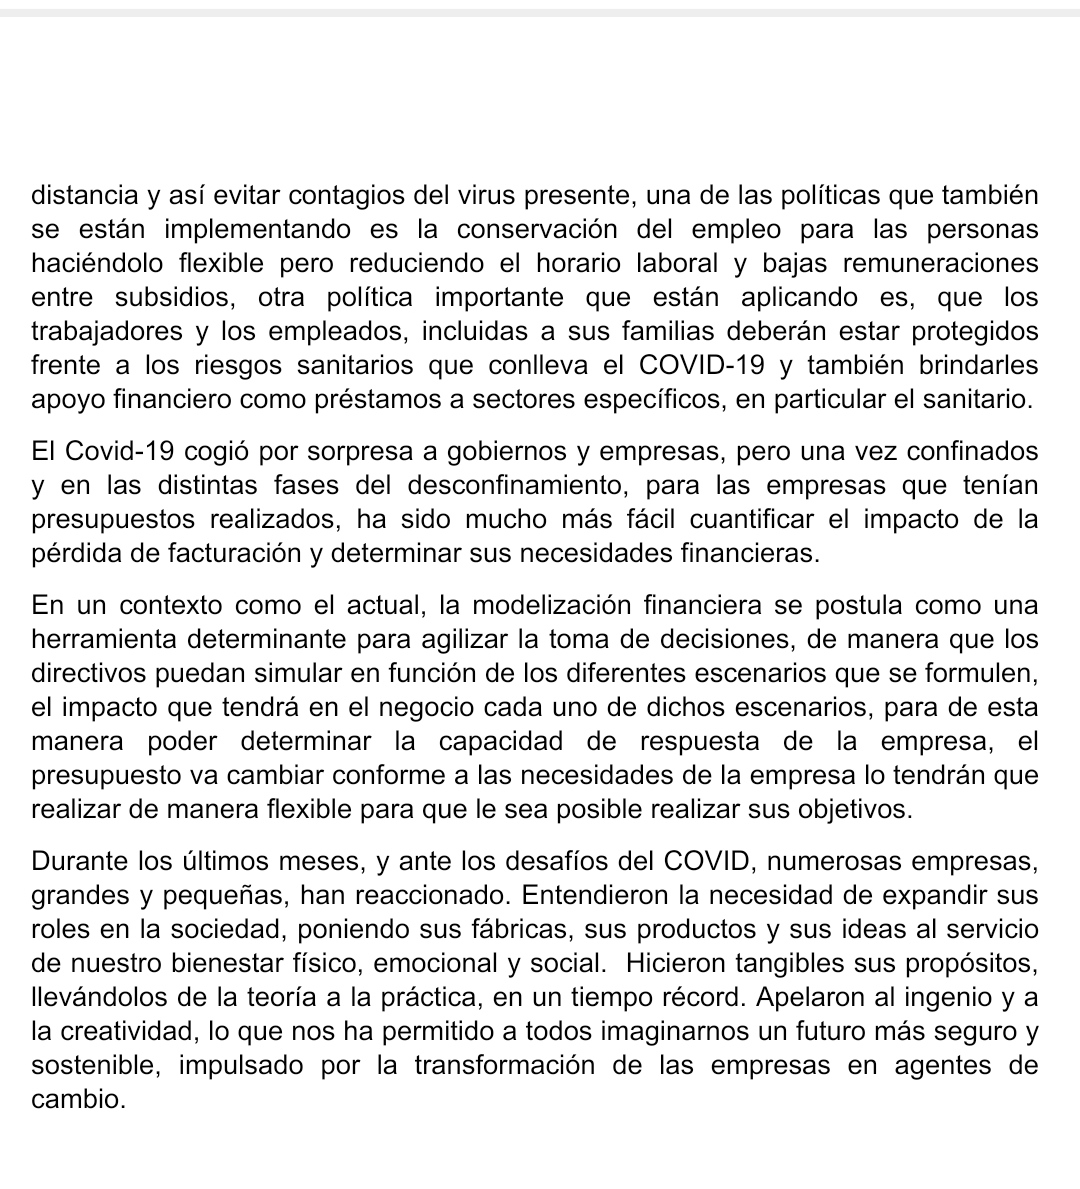 distancia y así evitar contagios del virus presente, una de las políticas que también
se están implementando es la conservación del empleo para las personas
haciéndolo flexible pero reduciendo el horario laboral y bajas remuneraciones
entre subsidios, otra política importante que están aplicando es, que los
trabajadores y los empleados, incluidas a sus familias deberán estar protegidos
frente a los riesgos sanitarios que conlleva el COVID-19 y también brindarles
apoyo financiero como préstamos a sectores específicos, en particular el sanitario.
El Covid-19 cogió por sorpresa a gobiernos y empresas, pero una vez confinados
y en las distintas fases del desconfinamiento, para las empresas que tenían
presupuestos realizados, ha sido mucho más fácil cuantificar el impacto de la
pérdida de facturación y determinar sus necesidades financieras.
En un contexto como el actual, la modelización financiera se postula como una
herramienta determinante para agilizar la toma de decisiones, de manera que los
directivos puedan simular en función de los diferentes escenarios que se formulen,
el impacto que tendrá en el negocio cada uno de dichos escenarios, para de esta
manera poder determinar la capacidad de respuesta de la empresa, el
presupuesto va cambiar conforme a las necesidades de la empresa lo tendrán que
realizar de manera flexible para que le sea posible realizar sus objetivos.
Durante los últimos meses, y ante los desafíos del COVID, numerosas empresas,
grandes y pequeñas, han reaccionado. Entendieron la necesidad de expandir sus
roles en la sociedad, poniendo sus fábricas, sus productos y sus ideas al servicio
de nuestro bienestar físico, emocional y social.  Hicieron tangibles sus propósitos,
llevándolos de la teoría a la práctica, en un tiempo récord. Apelaron al ingenio y a
la creatividad, lo que nos ha permitido a todos imaginarnos un futuro más seguro y
sostenible, impulsado por la transformación de las empresas en agentes de
cambio.